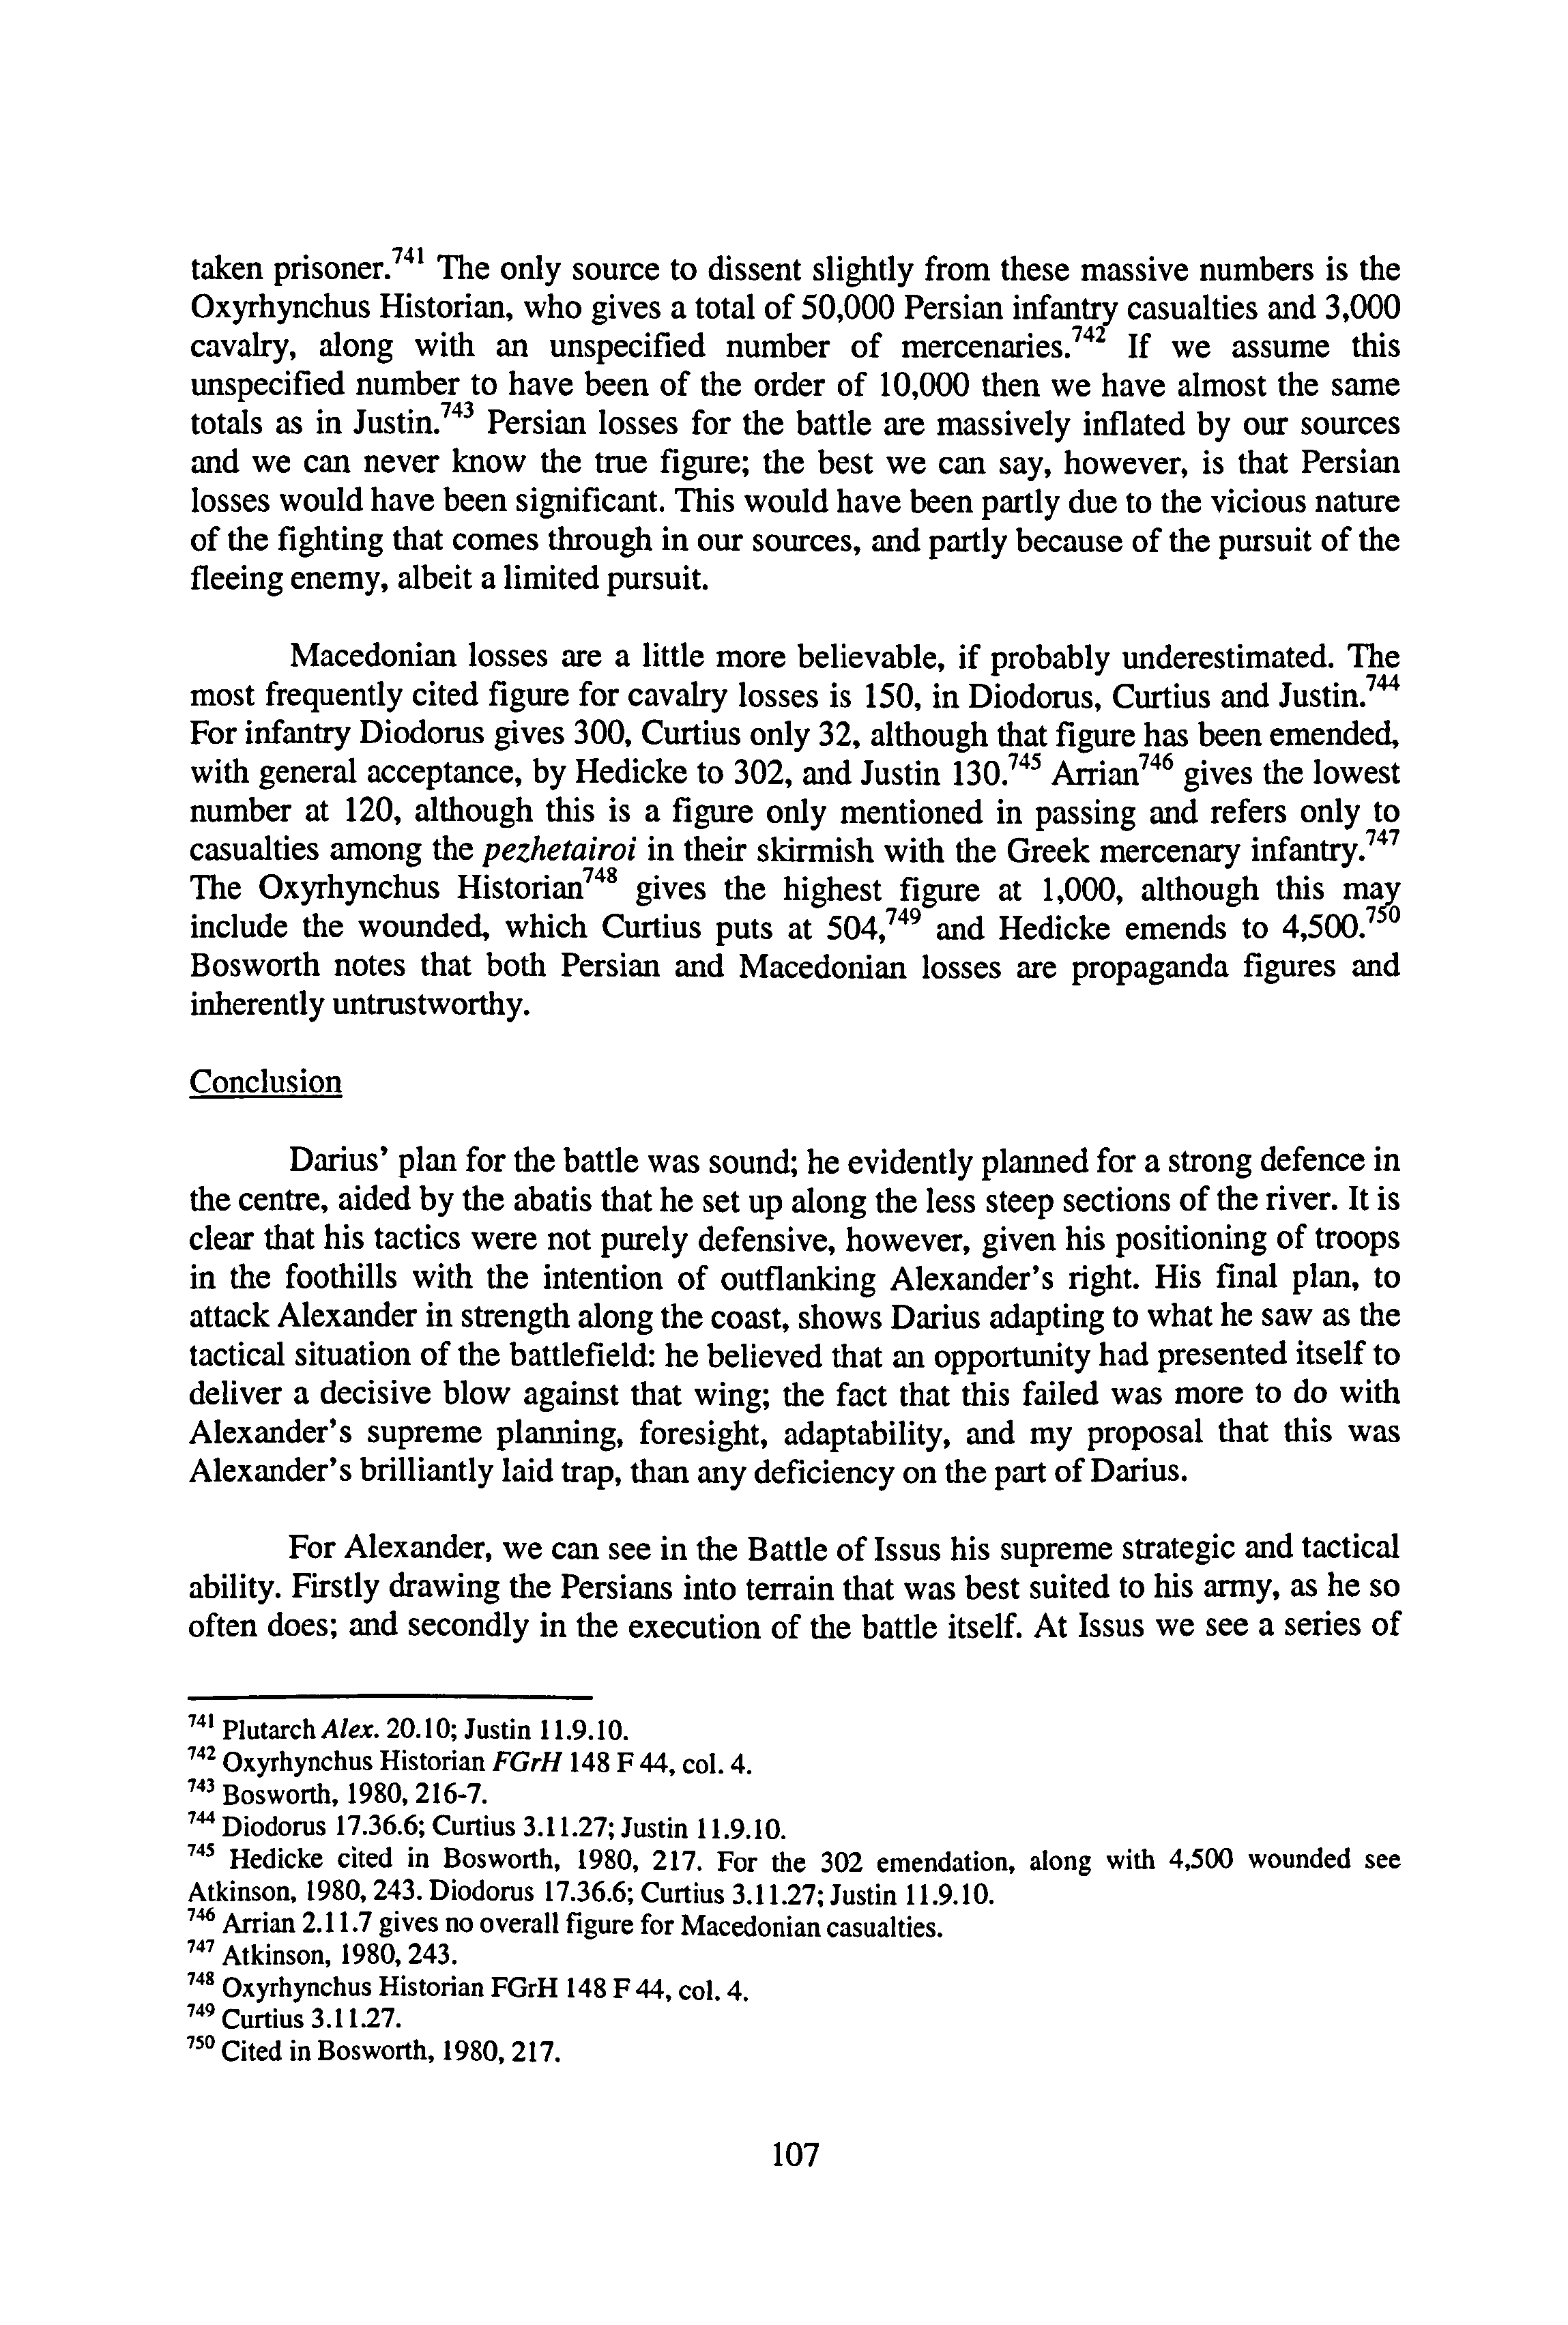 taken prisoner.741 The only source to dissent slightly from these massive numbers is the
Oxyrhynchus Historian, who gives a total of 50,000 Persian infantry casualties and 3,000
cavalry, along with an unspecified number of mercenaries.742 If we assume this
unspecified number to have been of the order of 10,000 then we have almost the same
totals as in Justin.743 Persian losses for the battle are massively inflated by our sources
and we can never know the true figure; the best we can say, however, is that Persian
losses would have been significant. This would have been partly due to the vicious nature
of the fighting that comes through in our sources, and partly because of the pursuit of the
fleeing enemy, albeit a limited pursuit.
Macedonian losses are a little more believable, if probably underestimated. The
most frequently cited figure for cavalry losses is 150, in Diodorus, Curtius and Justin.744
For infantry Diodorus gives 300, Curtius only 32, although that figure has been emended,
with general acceptance, by Hedicke to 302, and Justin 130.745 Arrian746 gives the lowest
number at 120, although this is a figure only mentioned in passing and refers only to
casualties among the pezhetairoi in their skirmish with the Greek mercenary infantry.747
The Oxyrhynchus Historian748 gives the highest figure at 1,000, although this may
include the wounded, which Curtius puts at 504,749 and Hedicke emends to 4,500.750
Bosworth notes that both Persian and Macedonian losses are propaganda figures and
inherently untrustworthy.
Conclusion
Darius' plan for the battle was sound; he evidently planned for a strong defence in
the centre, aided by the abatis that he set up along the less steep sections of the river. It is
clear that his tactics were not purely defensive, however, given his positioning of troops
in the foothills with the intention of outflanking Alexander's right. His final plan, to
attack Alexander in strength along the coast, shows Darius adapting to what he saw as the
tactical situation of the battlefield: he believed that an opportunity had presented itself to
deliver a decisive blow against that wing; the fact that this failed was more to do with
Alexander's supreme planning, foresight, adaptability, and my proposal that this was
Alexander's brilliantly laid trap, than any deficiency on the part of Darius.
For Alexander, we can see in the Battle of Issus his supreme strategic and tactical
ability. Firstly drawing the Persians into terrain that was best suited to his army, as he so
often does; and secondly in the execution of the battle itself. At Issus we see a series of
741 Plutarch Alex. 20.10; Justin 11.9.10.
742 Oxyrhynchus Historian FGrH 148 F 44, col. 4.
743 Bosworth, 1980, 216-7.
744 Diodorus 17.36.6; Curtius 3.11.27; Justin 11.9.10.
745 Hedicke cited in Bosworth, 1980, 217. For the 302 emendation, along with 4,500 wounded see
Atkinson, 1980, 243. Diodorus 17.36.6; Curtius 3.11.27; Justin 11.9.10.
746 Arrian 2.11.7 gives no overall figure for Macedonian casualties.
747 Atkinson, 1980, 243.
748 Oxyrhynchus Historian FGrH 148 F 44, col. 4.
749 Curtius 3.11.27.
750 Cited in Bosworth, 1980, 217.
107